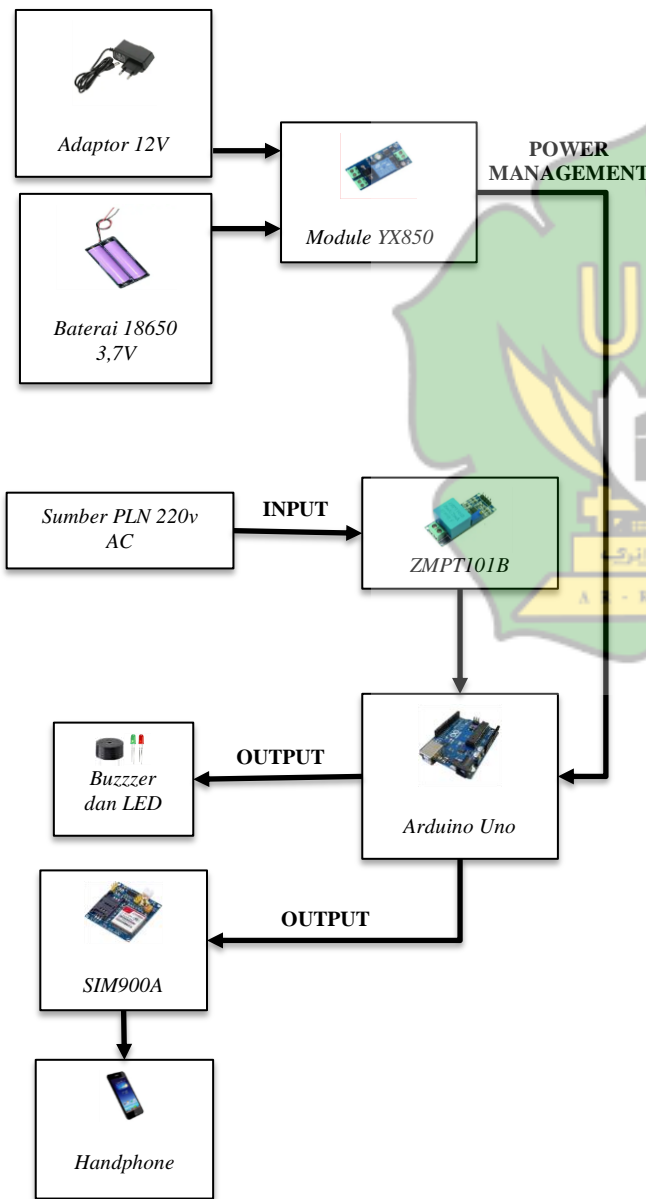 Adaptor 12V
Module YX850
POWER
MANAGEMENT
Baterai 18650
3,7V
Sumber PLN 220v
AC
INPUT
ZMPT101B
U
A R - R
Buzzzer
dan LED
OUTPUT
Arduino Uno
OUTPUT
SIM900A
Handphone